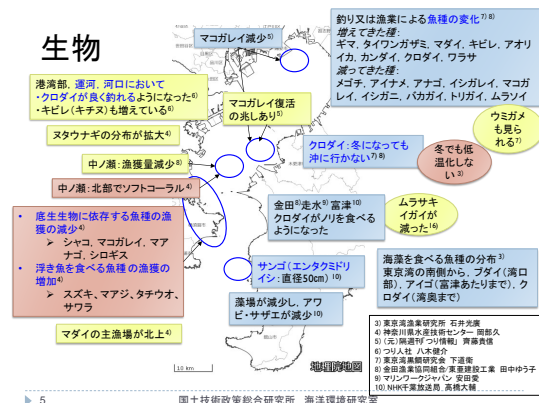 生物
マコガレイ減少5)
釣り又は漁業による魚種の変化7) 8)
増えてきた種:
ギマ、タイワンガザミ、マダイ、キビレ、アオリ
イカ、カンダイ、クロダイ、ワラサ
減ってきた種:
メゴチ、アイナメ、アナゴ、イシガレイ、マコガ
レイ、イシガニ、バカガイ、トリガイ、ムラソイ
港湾部、運河、河口において
・クロダイが良く釣れるようになった6)
・キビレ(キチヌ)も増えている6)
マコガレイ復活
の兆しあり5)
ウミガメ
も見ら
れる7)
ヌタウナギの分布が拡大4)
クロダイ:冬になっても
沖に行かない7) 8)
冬でも低
温化しな
い3)
中ノ瀬:漁獲量減少8)
中ノ瀬:北部でソフトコーラル4)
金田8)走水9)富津10)
クロダイがノリを食べる
ようになった
ムラサキ
イガイが
減った16)
・ 底生生物に依存する魚種の漁
獲の減少4)
➢ シャコ、マコガレイ、マア
ナゴ、シロギス
・ 浮き魚を食べる魚種の漁獲の
増加4)
➢ スズキ、マアジ、タチウオ、
サワラ
サンゴ(エンタクミドリ
イシ:直径50cm) 10)
海藻を食べる魚種の分布3)
東京湾の南側から、ブダイ(湾口
部)、アイゴ(富津あたりまで)、ク
ロダイ(湾奥まで)
藻場が減少し、アワ
ビ・サザエが減少10)
マダイの主漁場が北上4)
館山市
地理院地図
10 km
3) 東京湾漁業研究所 石井光廣
4) 神奈川県水産技術センター 岡部久
5) (元)隔週刊「つり情報」 齊藤貴信
6) つり人社 八木健介
7) 東京湾黒鯛研究会 下道衛
8) 金田漁業協同組合/東亜建設工業 田中ゆう子
9) マリンワークジャパン 安田愛
10) NHK千葉放送局 高橋大輔
5
国土技術政策総合研究所 海洋環境研究室